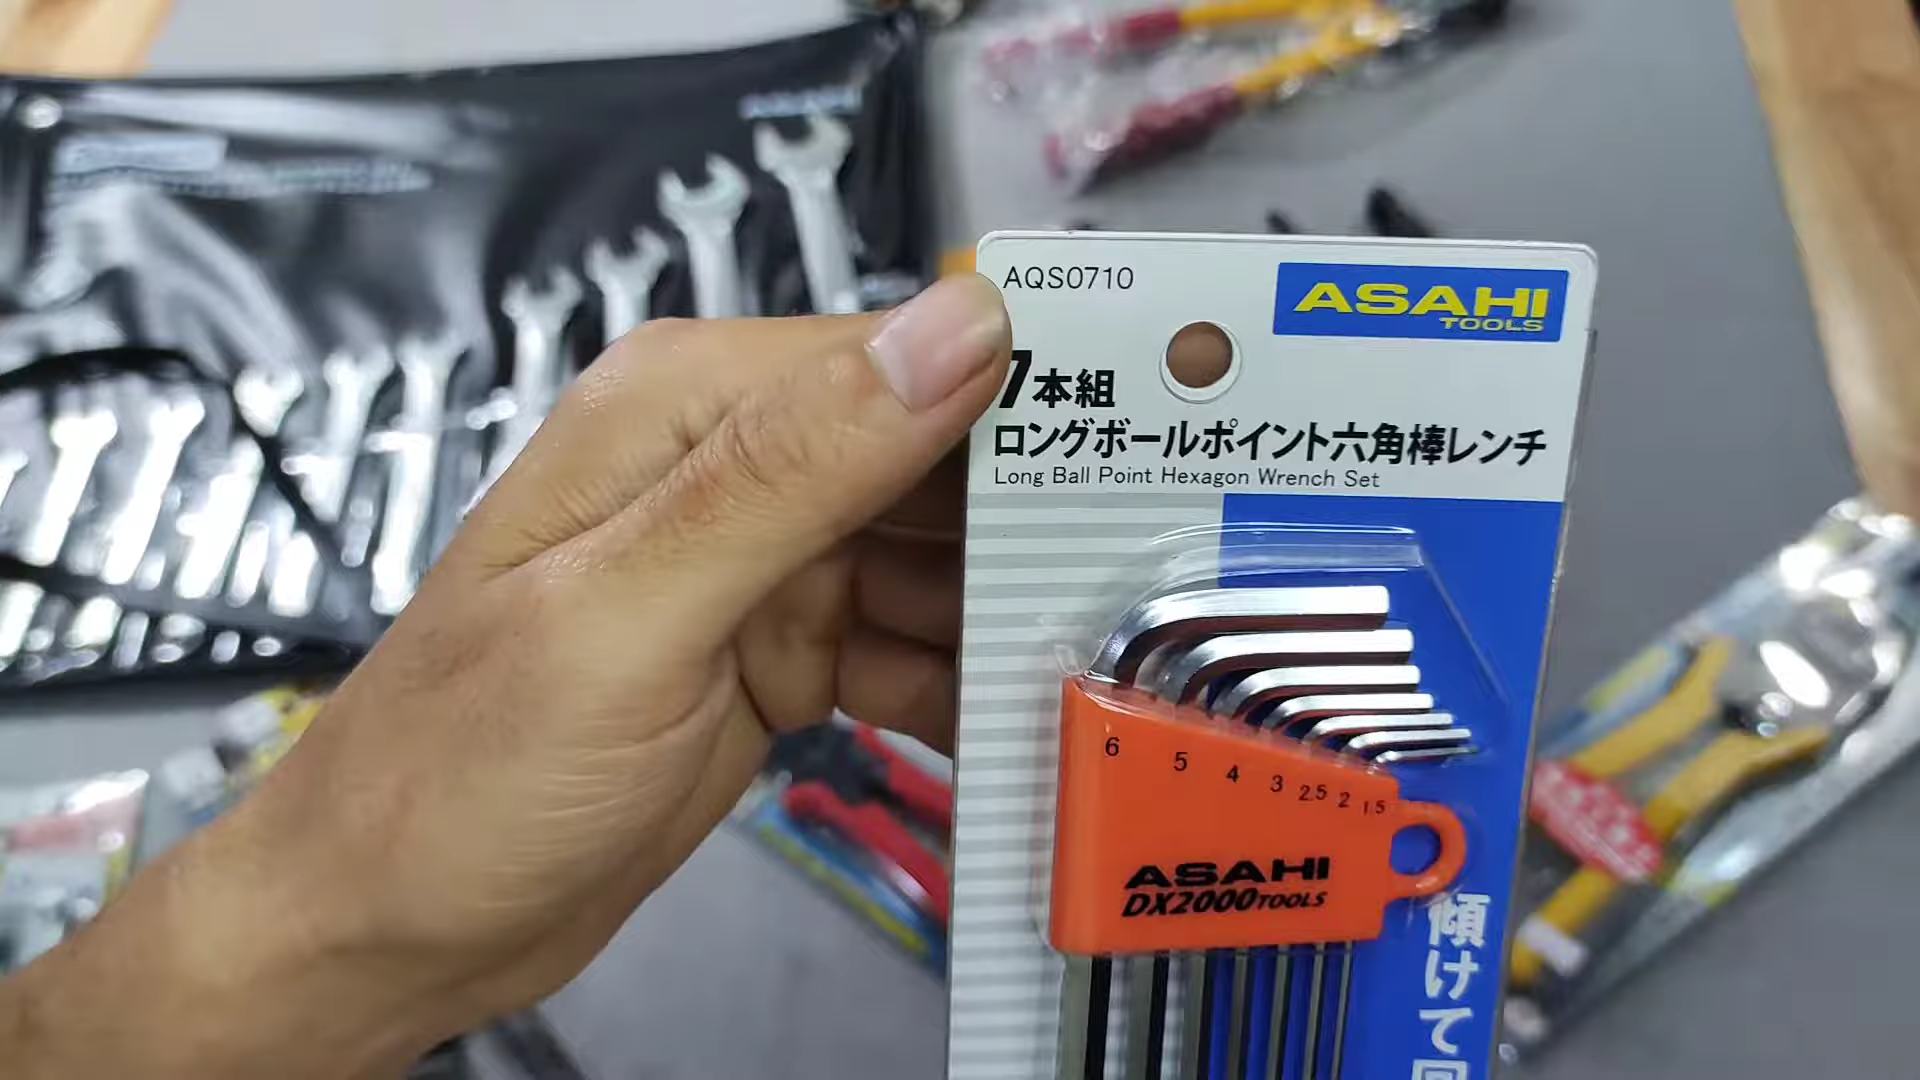 AQS0710
ASAHI
TOOLS
7本組
ロングボールポイント六角棒レンチ
Long Ball Point Hexagon Wrench Set
6 5 4 3 2.5 2 1.5
ASAHI
DX2000TOOLS
傾けて